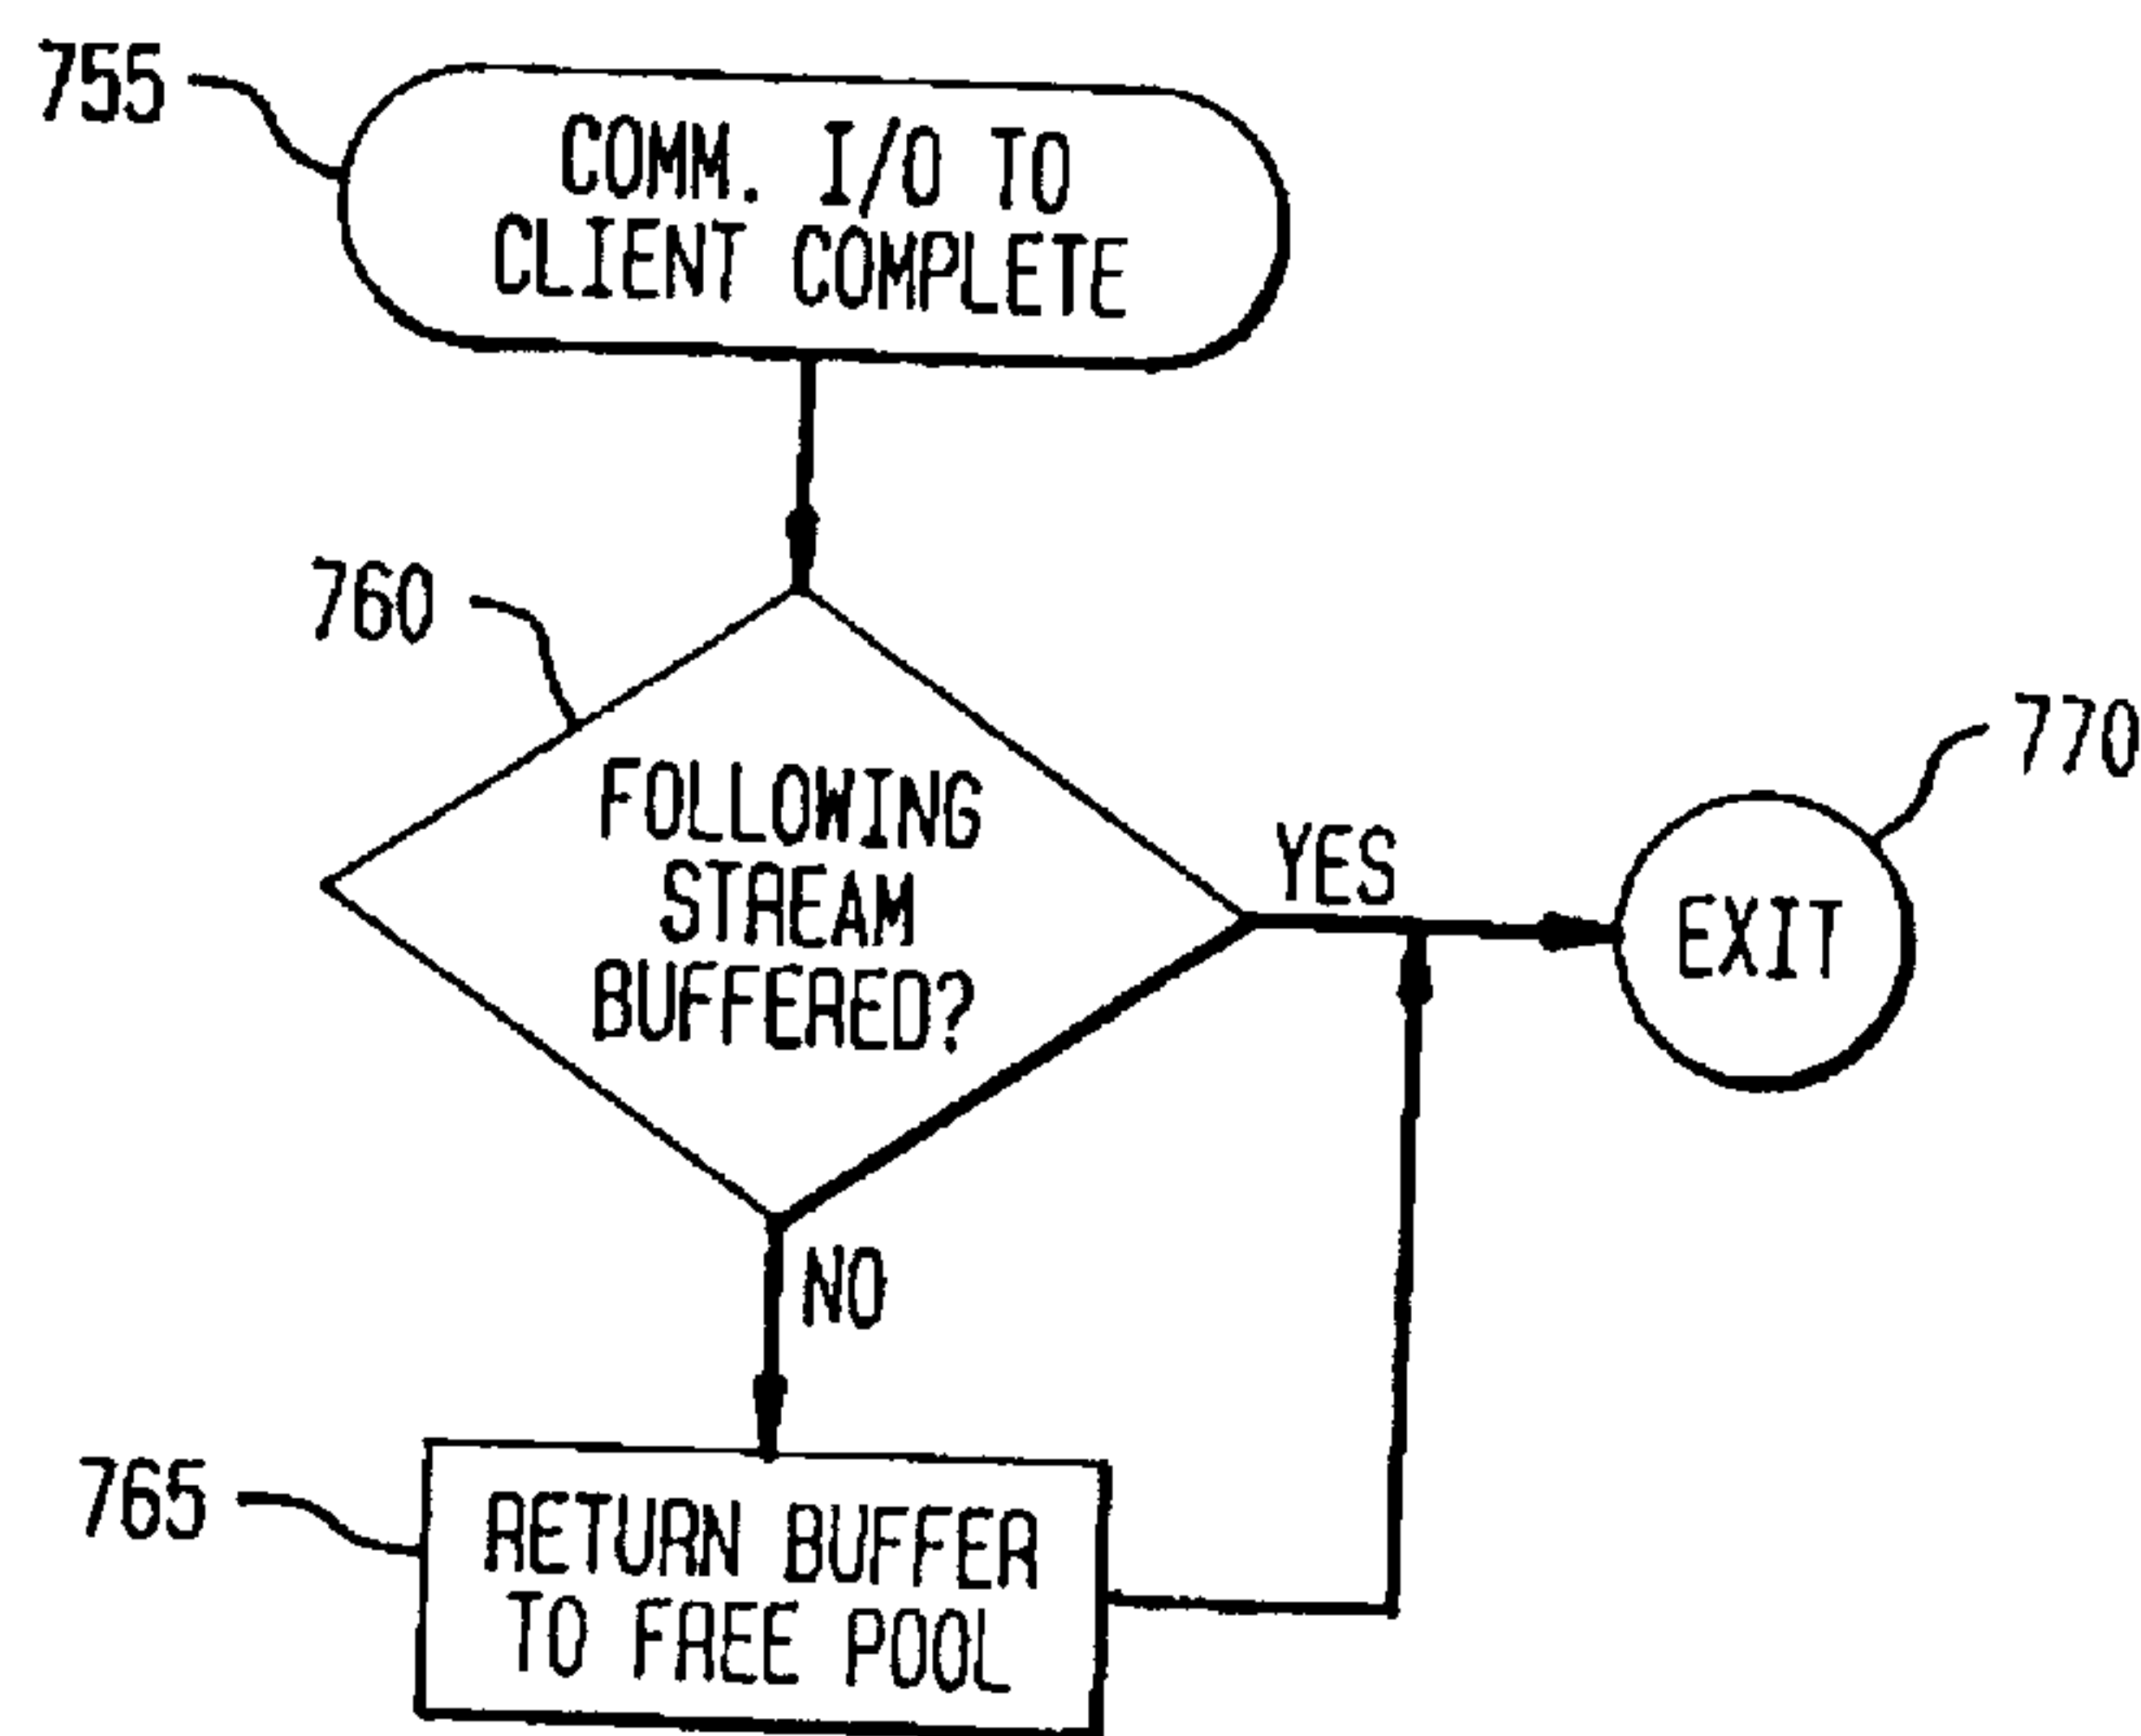 755
COMM. I/O TO
CLIENT COMPLETE
760
FOLLOWING
STREAM
BUFFERED?
YES
770
EXIT
NO
765
RETURN BUFFER
TO FREE POOL